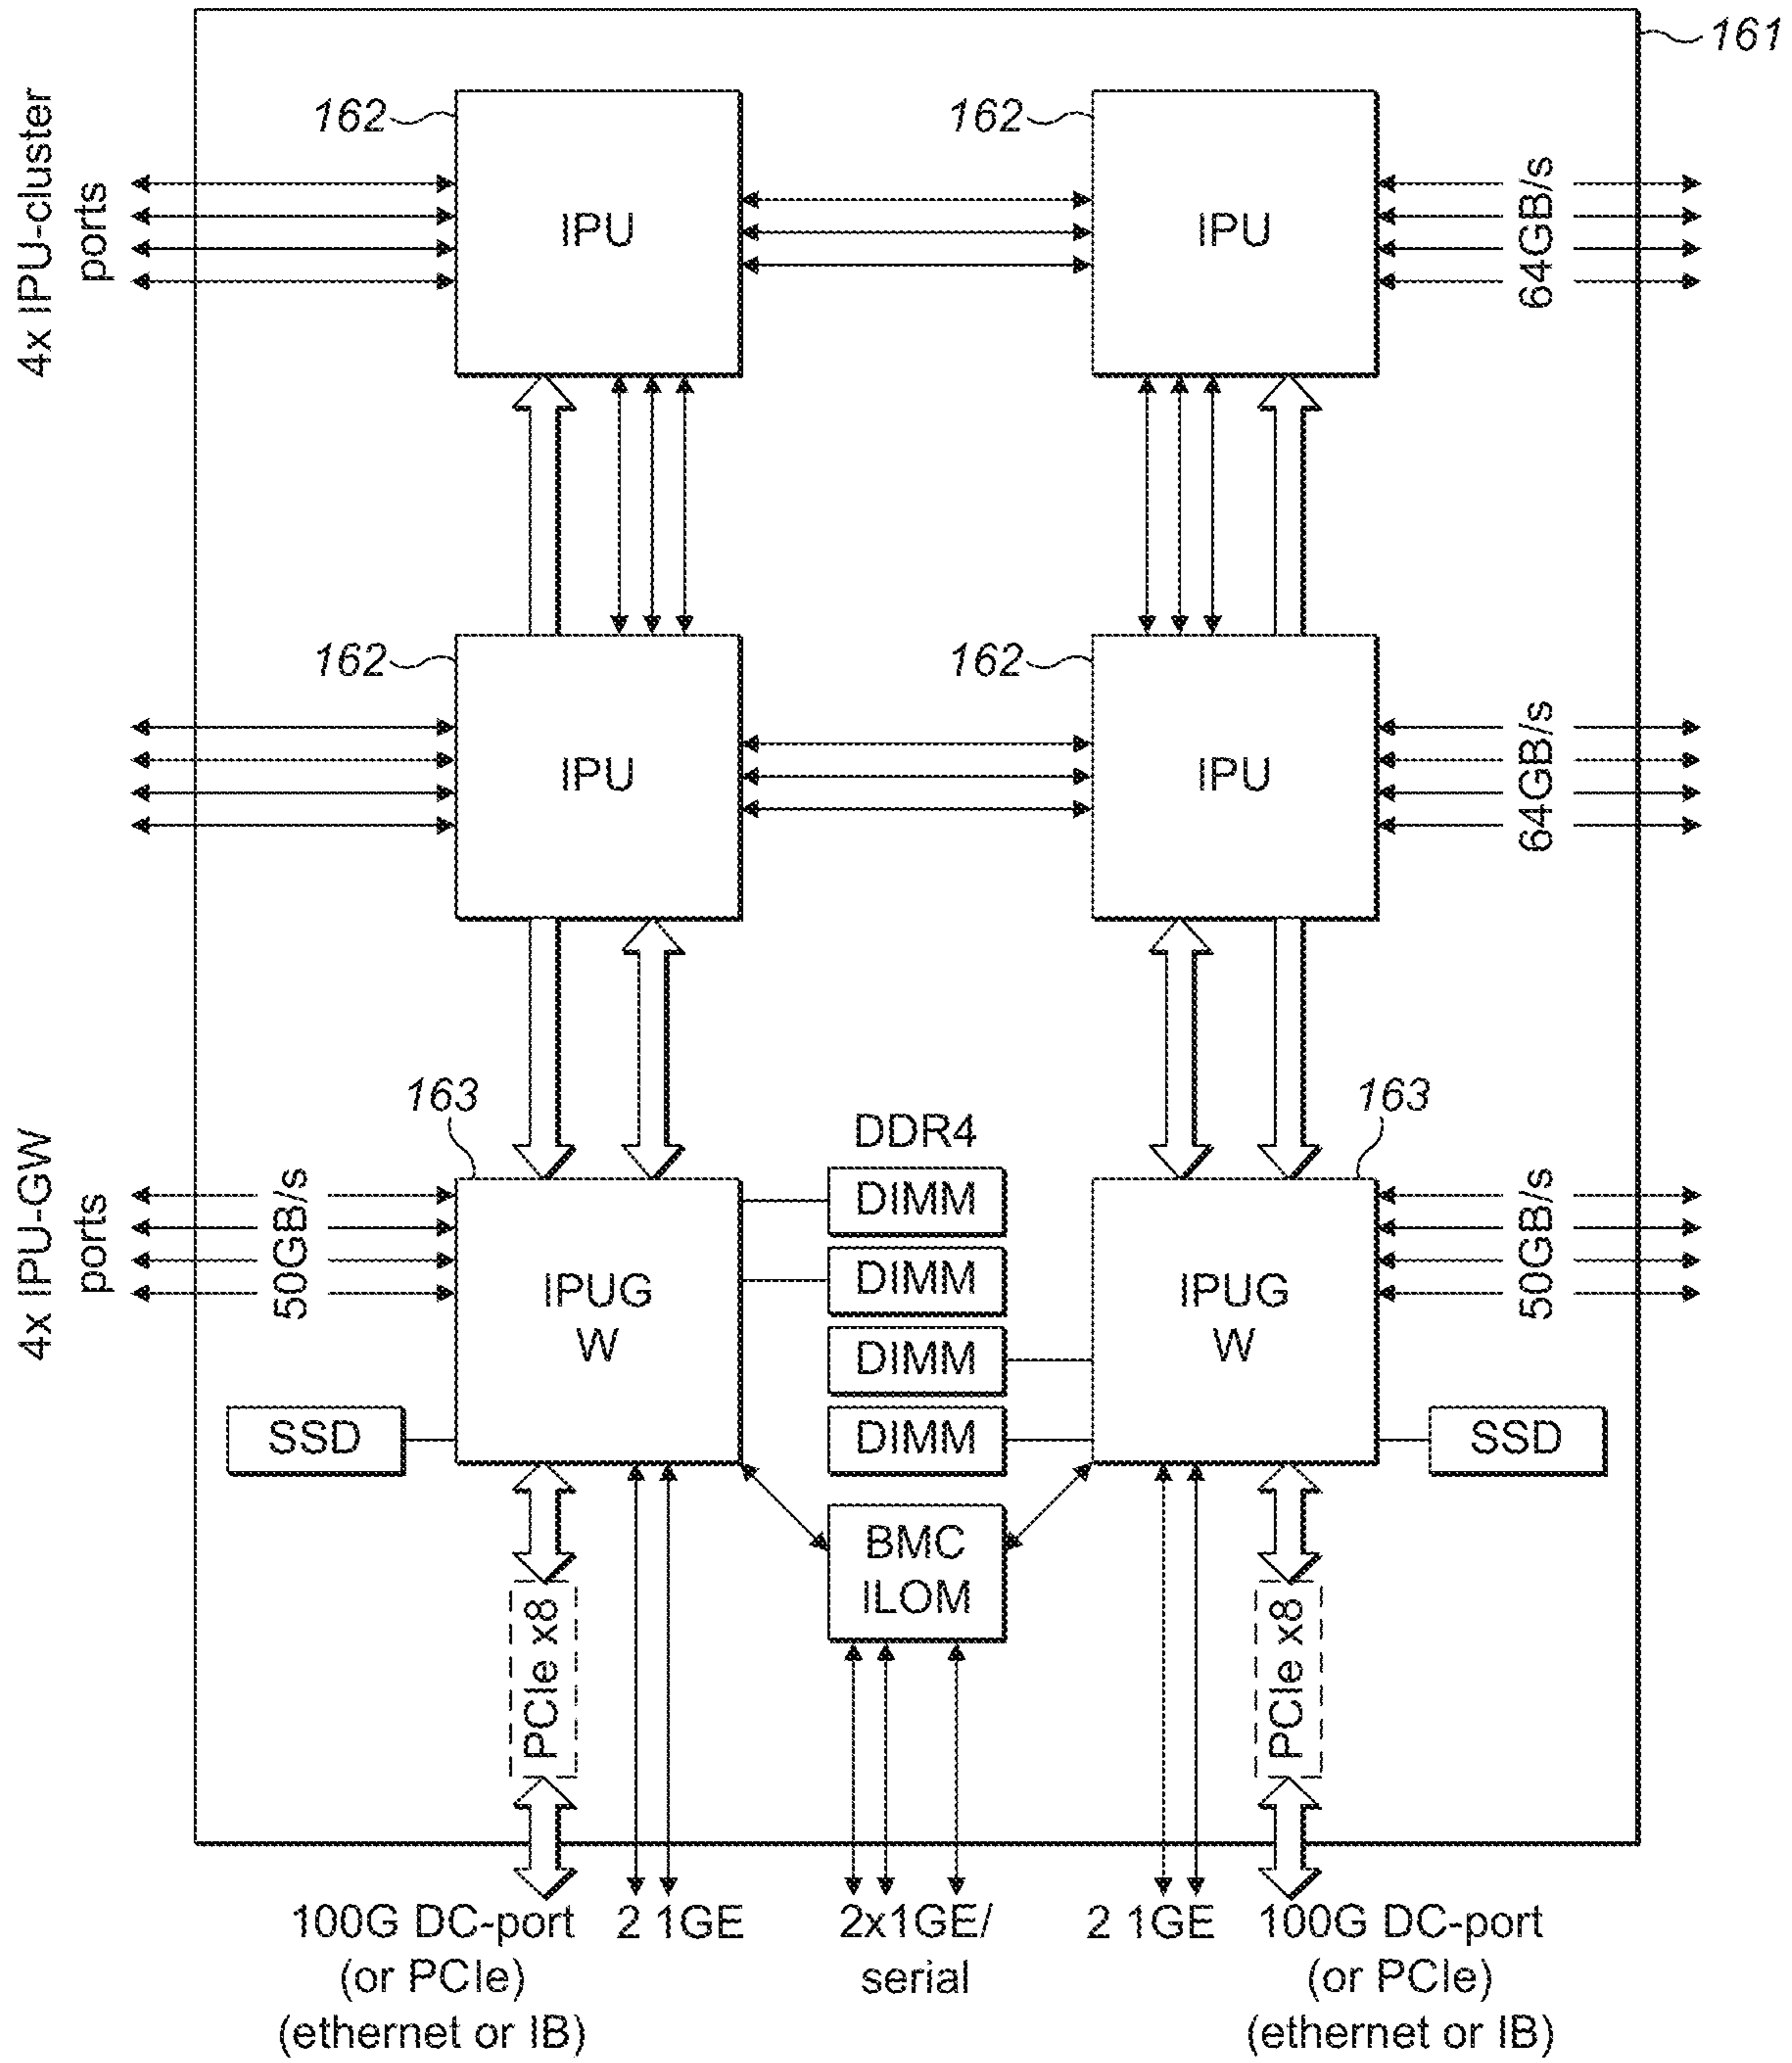 161
4x IPU-cluster
ports
162
162
IPU
IPU
64GB/s
162
162
IPU
IPU
64GB/s
163
163
DDR4
4x IPU-GW
ports
50GB/s
DIMM
50GB/s
DIMM
IPUG
W
IPUG
W
DIMM
SSD
DIMM
SSD
BMC
ILOM
PCIe x8
PCIe x8
100G DC-port
(or PCIe)
(ethernet or IB)
2 1GE
2x1GE/
serial
2 1GE
100G DC-port
(or PCIe)
(ethernet or IB)